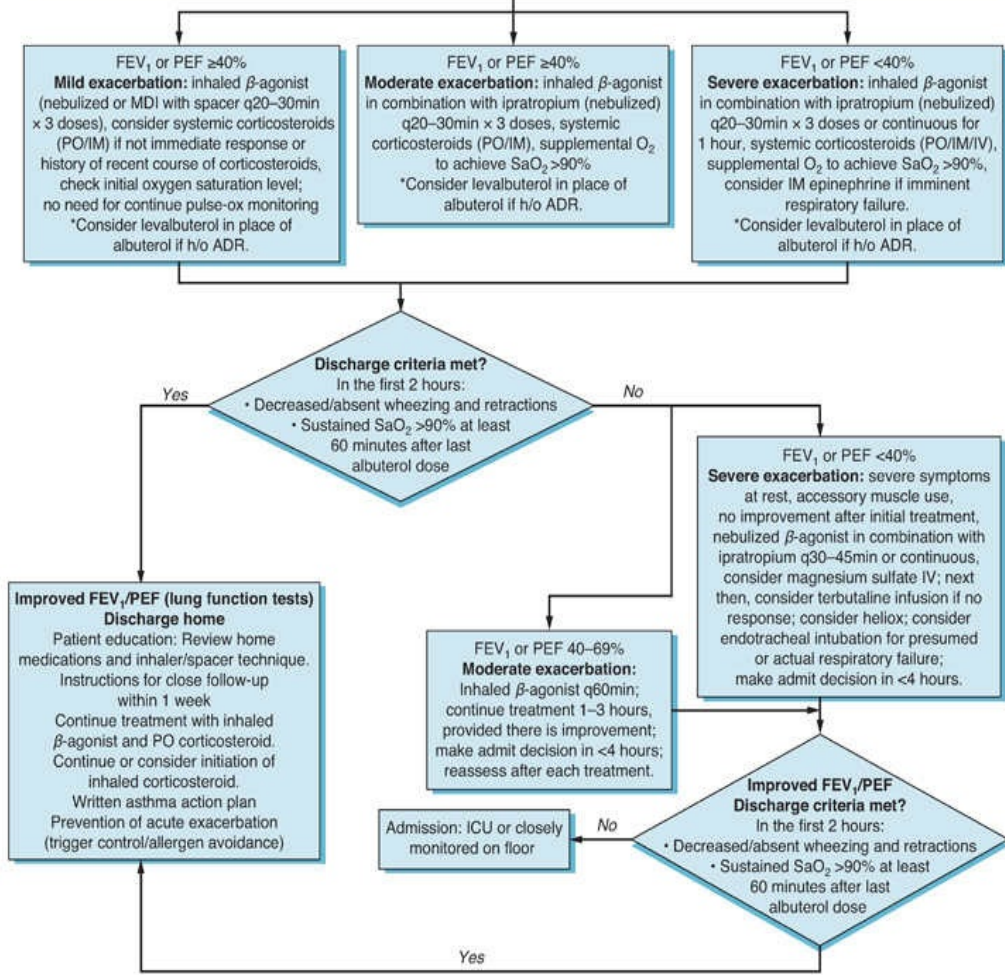 FEV₁ or PEF ≥40%
Mild exacerbation: inhaled β-agonist
(nebulized or MDI with spacer q20–30min
× 3 doses), consider systemic corticosteroids
(PO/IM) if not immediate response or
history of recent course of corticosteroids,
check initial oxygen saturation level;
no need for continue pulse-ox monitoring
*Consider levalbuterol in place of
albuterol if h/o ADR.
FEV₁ or PEF ≥40%
Moderate exacerbation: inhaled β-agonist
in combination with ipratropium (nebulized)
q20–30min × 3 doses, systemic
corticosteroids (PO/IM), supplemental O₂
to achieve SaO₂ >90%
*Consider levalbuterol in place of
albuterol if h/o ADR.
FEV₁ or PEF <40%
Severe exacerbation: inhaled β-agonist
in combination with ipratropium (nebulized)
q20–30min × 3 doses or continuous for
1 hour, systemic corticosteroids (PO/IM/IV),
supplemental O₂ to achieve SaO₂ >90%,
consider IM epinephrine if imminent
respiratory failure.
*Consider levalbuterol in place of
albuterol if h/o ADR.
Discharge criteria met?
In the first 2 hours:
• Decreased/absent wheezing and retractions
• Sustained SaO₂ >90% at least
60 minutes after last
albuterol dose
Yes
No
FEV₁ or PEF <40%
Severe exacerbation: severe symptoms
at rest, accessory muscle use,
no improvement after initial treatment,
nebulized β-agonist in combination with
ipratropium q30–45min or continuous,
consider magnesium sulfate IV; next
then, consider terbutaline infusion if no
response; consider heliox; consider
endotracheal intubation for presumed
or actual respiratory failure;
make admit decision in <4 hours.
Improved FEV₁/PEF (lung function tests)
Discharge home
Patient education: Review home
medications and inhaler/spacer technique.
Instructions for close follow-up
within 1 week
Continue treatment with inhaled
β-agonist and PO corticosteroid.
Continue or consider initiation of
inhaled corticosteroid.
Written asthma action plan
Prevention of acute exacerbation
(trigger control/allergen avoidance)
FEV₁ or PEF 40–69%
Moderate exacerbation:
Inhaled β-agonist q60min;
continue treatment 1–3 hours,
provided there is improvement;
make admit decision in <4 hours;
reassess after each treatment.
Improved FEV₁/PEF
Discharge criteria met?
In the first 2 hours:
• Decreased/absent wheezing and retractions
• Sustained SaO₂ >90% at least
60 minutes after last
albuterol dose
No
Admission: ICU or closely
monitored on floor
Yes